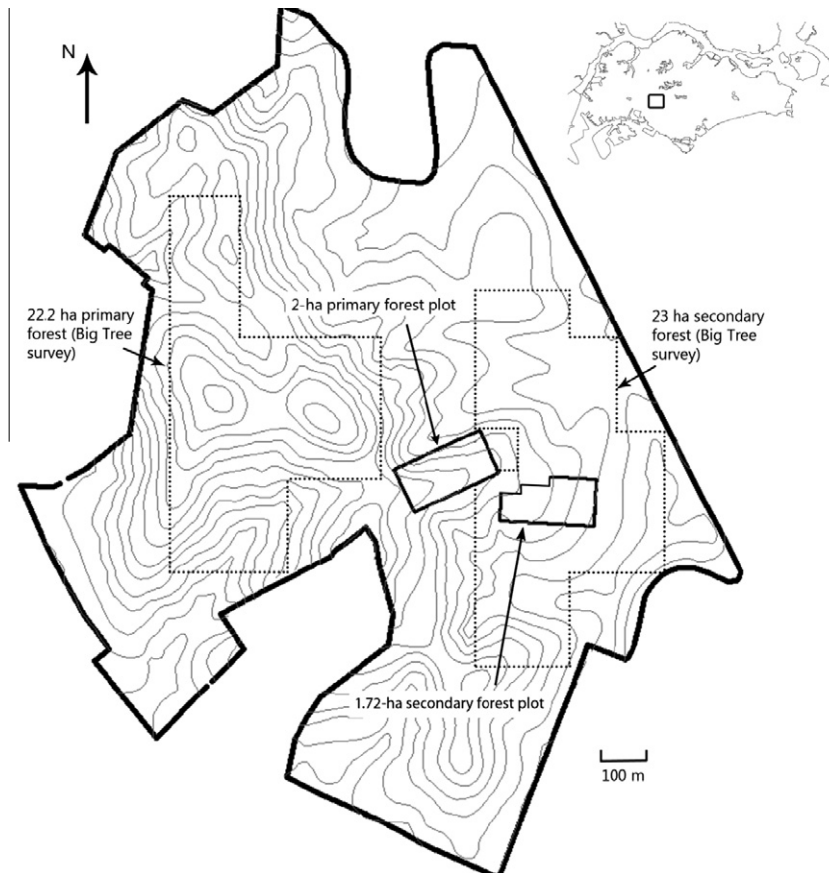 N
2-ha primary forest plot
22.2 ha primary
forest (Big Tree
survey)
23 ha secondary
forest (Big Tree
survey)
1.72-ha secondary forest plot
100 m